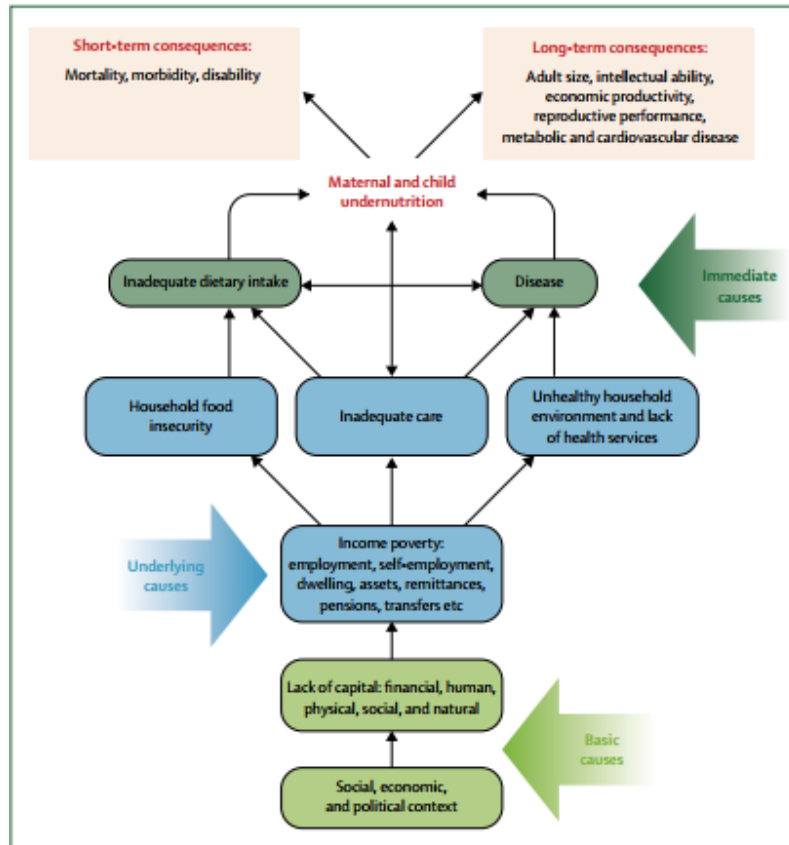 Short-term consequences:
Mortality, morbidity, disability
Long-term consequences:
Adult size, intellectual ability,
economic productivity,
reproductive performance,
metabolic and cardiovascular disease
Maternal and child
undernutrition
Inadequate dietary intake
Disease
Immediate
causes
Household food
insecurity
Inadequate care
Unhealthy household
environment and lack
of health services
Underlying
causes
Income poverty:
employment, self-employment,
dwelling, assets, remittances,
pensions, transfers etc
Lack of capital: financial, human,
physical, social, and natural
Basic
causes
Social, economic,
and political context